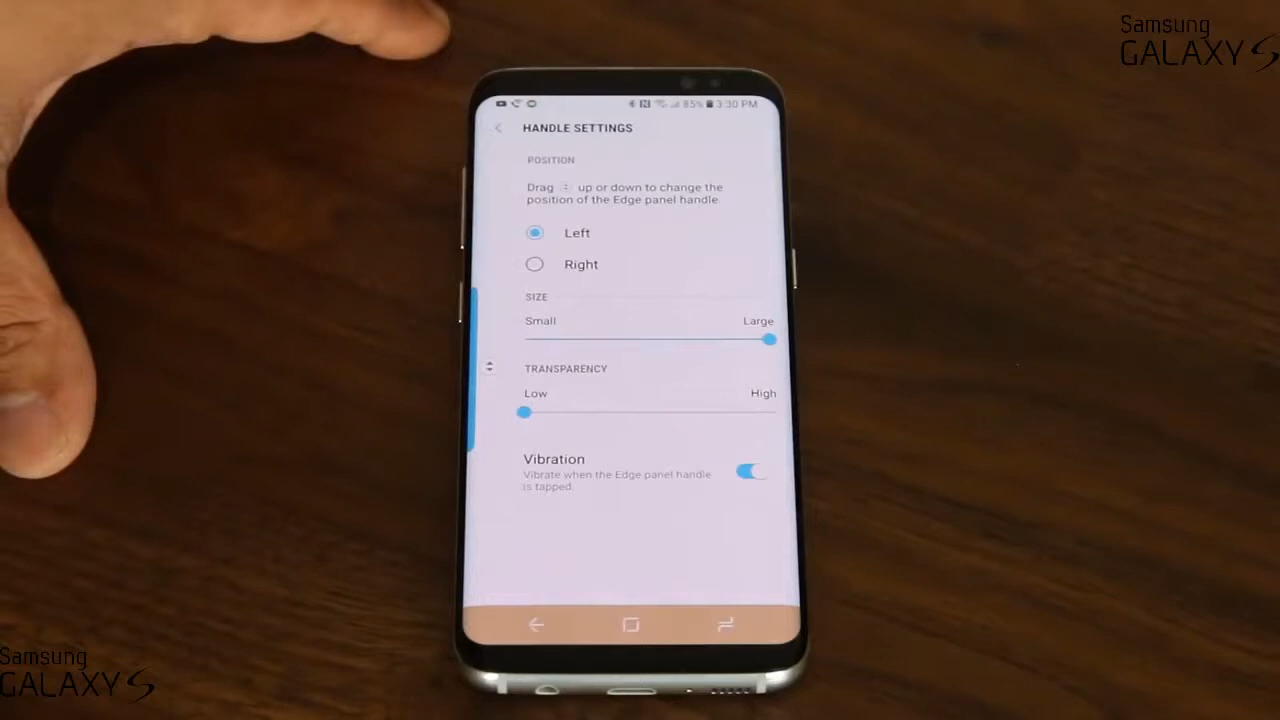 Samsung
GALAXY S
85% 3:30 PM
HANDLE SETTINGS
POSITION
Drag up or down to change the
position of the Edge panel handle.
Left
Right
SIZE
Small Large
TRANSPARENCY
Low High
Vibration
Vibrate when the Edge panel handle
is tapped.
Samsung
GALAXY S